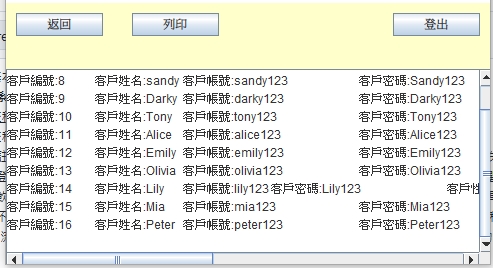 返回 列印 登出
客戶編號:8 客戶姓名:sandy 客戶帳號:sandy123 客戶密碼:Sandy123
客戶編號:9 客戶姓名:Darky 客戶帳號:darky123 客戶密碼:Darky123
客戶編號:10 客戶姓名:Tony 客戶帳號:tony123 客戶密碼:Tony123
客戶編號:11 客戶姓名:Alice 客戶帳號:alice123 客戶密碼:Alice123
客戶編號:12 客戶姓名:Emily 客戶帳號:emily123 客戶密碼:Emily123
客戶編號:13 客戶姓名:Olivia 客戶帳號:olivia123 客戶密碼:Olivia123
客戶編號:14 客戶姓名:Lily 客戶帳號:lily123 客戶密碼:Lily123 客戶性
客戶編號:15 客戶姓名:Mia 客戶帳號:mia123 客戶密碼:Mia123
客戶編號:16 客戶姓名:Peter 客戶帳號:peter123 客戶密碼:Peter123